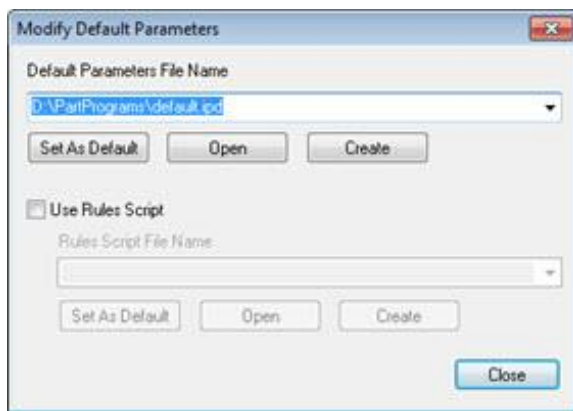 Modify Default Parameters
Default Parameters File Name
D:\PartPrograms\default.ipd
Set As Default Open Create
Use Rules Script
Rules Script File Name
Set As Default Open Create
Close